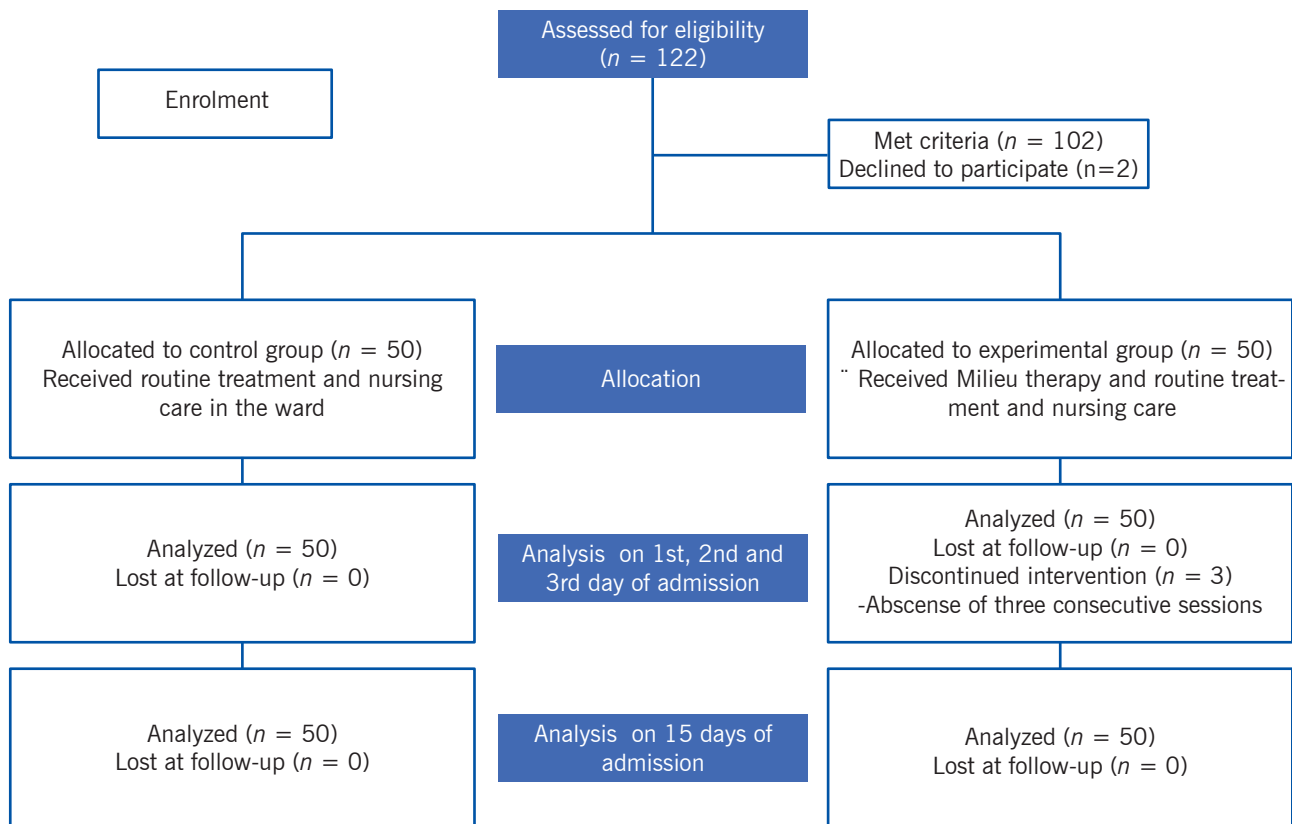 Assessed for eligibility
(n = 122)
Enrolment
Met criteria (n = 102)
Declined to participate (n=2)
Allocated to control group (n = 50)
Received routine treatment and nursing
care in the ward
Allocation
Allocated to experimental group (n = 50)
¨ Received Milieu therapy and routine treat-
ment and nursing care
Analyzed (n = 50)
Lost at follow-up (n = 0)
Analysis on 1st, 2nd and
3rd day of admission
Analyzed (n = 50)
Lost at follow-up (n = 0)
Discontinued intervention (n = 3)
-Abscense of three consecutive sessions
Analyzed (n = 50)
Lost at follow-up (n = 0)
Analysis on 15 days of
admission
Analyzed (n = 50)
Lost at follow-up (n = 0)